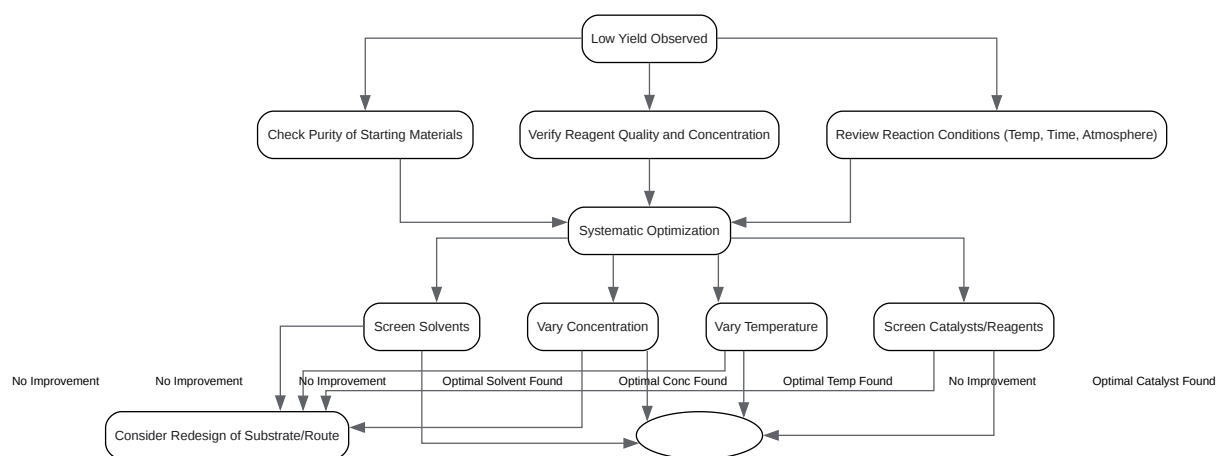 Low Yield Observed
Check Purity of Starting Materials
Verify Reagent Quality and Concentration
Review Reaction Conditions (Temp, Time, Atmosphere)
Systematic Optimization
Screen Solvents
Vary Concentration
Vary Temperature
Screen Catalysts/Reagents
No Improvement
No Improvement
No Improvement
Optimal Solvent Found
Optimal Conc Found
Optimal Temp Found
No Improvement
Optimal Catalyst Found
Consider Redesign of Substrate/Route